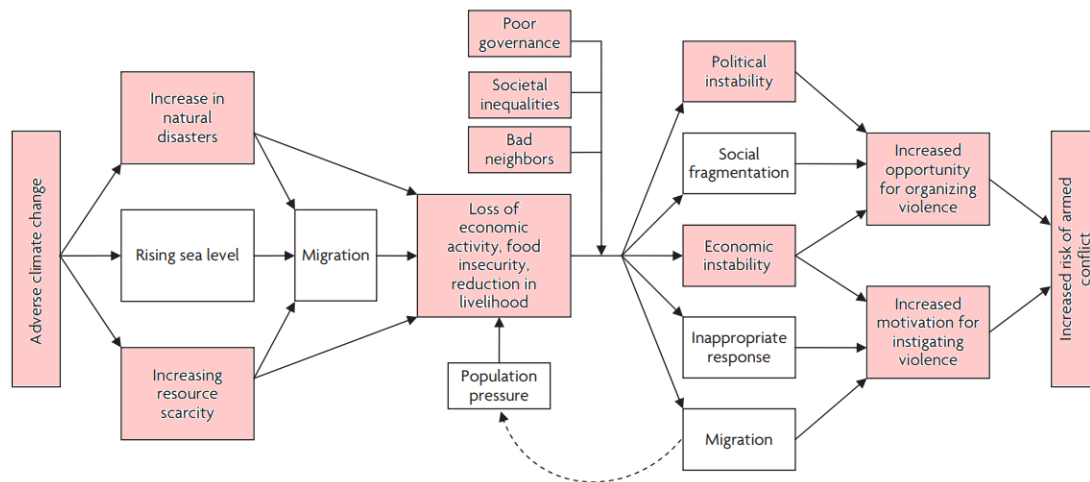 Adverse climate change
Increase in
natural
disasters
Rising sea level
Increasing
resource
scarcity
Migration
Poor
governance
Societal
inequalities
Bad
neighbors
Loss of
economic
activity, food
insecurity,
reduction in
livelihood
Population
pressure
Political
instability
Social
fragmentation
Economic
instability
Inappropriate
response
Migration
Increased
opportunity
for organizing
violence
Increased
motivation for
instigating
violence
Increased risk of armed
conflict